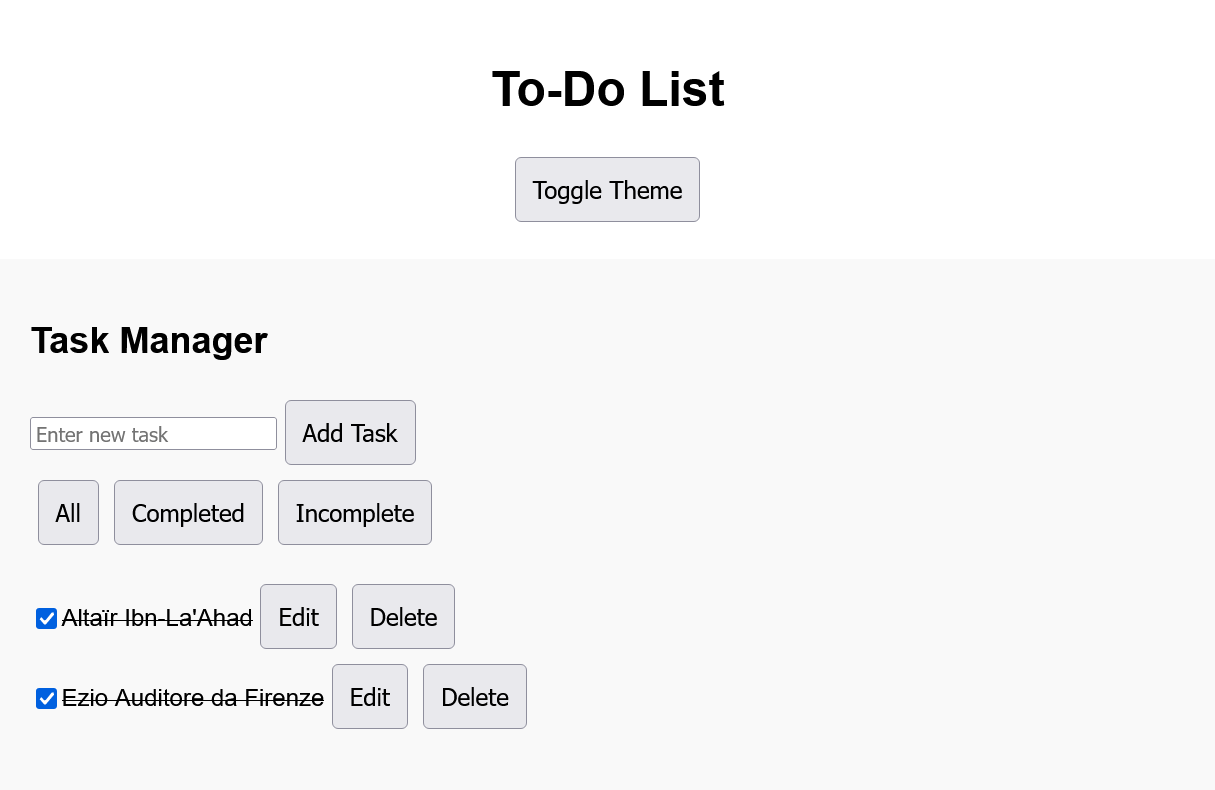 To-Do List
Toggle Theme
Task Manager
Enter new task Add Task
All Completed Incomplete
Altaïr Ibn-La'Ahad Edit Delete
Ezio Auditore da Firenze Edit Delete